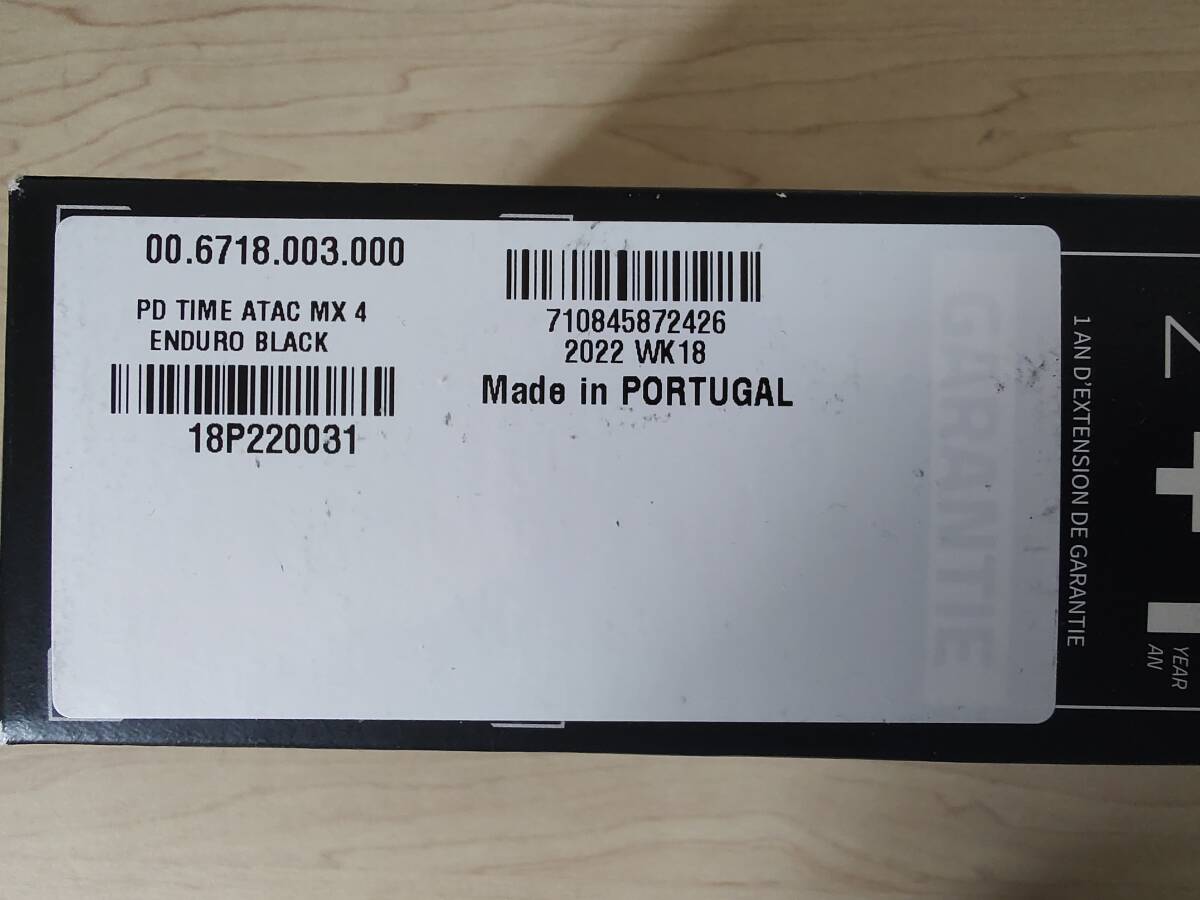 00.6718.003.000
PD TIME ATAC MX 4
ENDURO BLACK
18P220031
710845872426
2022 WK18
Made in PORTUGAL
GARANTIE
1 AN D'EXTENSION DE GARANTIE
+1
YEAR
AN